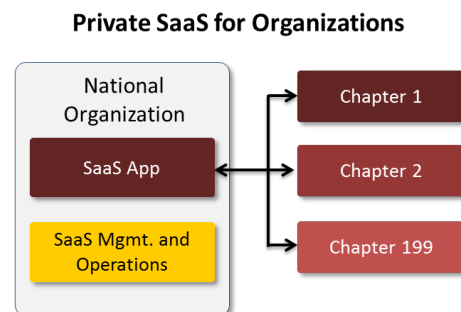 Private SaaS for Organizations
National
Organization
SaaS App
SaaS Mgmt. and
Operations
Chapter 1
Chapter 2
Chapter 199